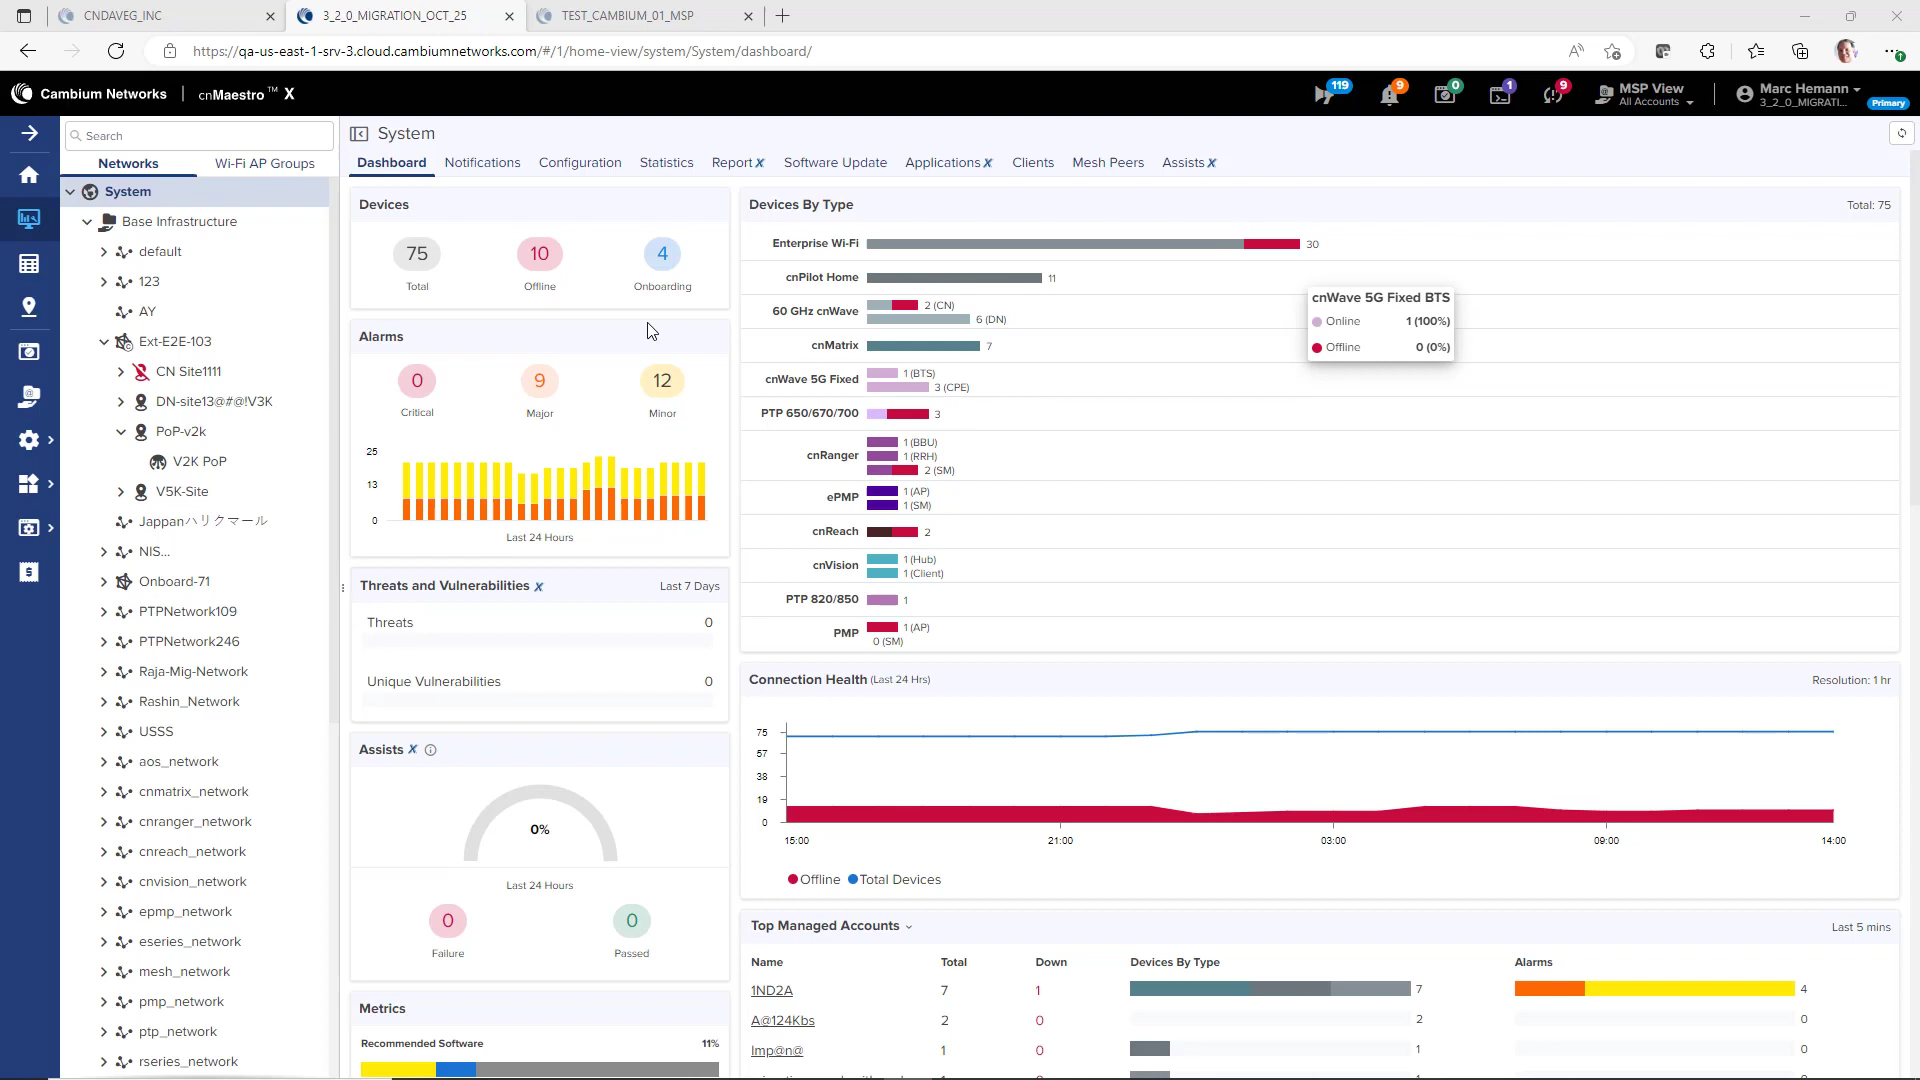 CNDAVEG_INC
3_2_0_MIGRATION_OCT_25
TEST_CAMBIUM_01_MSP
https://qa-us-east-1-srv-3.cloud.cambiumnetworks.com/#/1/home-view/system/System/dashboard/
Cambium Networks | cnMaestro™ X
119
9
0
1
9
MSP View
All Accounts
Marc Hemann
3_2_0_MIGRATI...
Primary
Search
Networks
Wi-Fi AP Groups
System
Base Infrastructure
default
123
AY
Ext-E2E-103
CN Site1111
DN-site13@#@!V3K
PoP-v2k
V2K PoP
V5K-Site
Jappanハリクマール
NIS...
Onboard-71
PTPNetwork109
PTPNetwork246
Raja-Mig-Network
Rashin_Network
USSS
aos_network
cnmatrix_network
cnranger_network
cnreach_network
cnvision_network
epmp_network
eseries_network
mesh_network
pmp_network
ptp_network
rseries_network
System
Dashboard
Notifications
Configuration
Statistics
Report X
Software Update
Applications X
Clients
Mesh Peers
Assists X
Devices
75
10
4
Total
Offline
Onboarding
Alarms
0
9
12
Critical
Major
Minor
25
13
0
Last 24 Hours
Threats and Vulnerabilities X
Last 7 Days
Threats 0
Unique Vulnerabilities 0
Assists X
0%
Last 24 Hours
0
0
Failure
Passed
Metrics
Recommended Software 11%
Devices By Type
Total: 75
Enterprise Wi-Fi 30
cnPilot Home 11
60 GHz cnWave 2 (CN)
6 (DN)
cnMatrix 7
cnWave 5G Fixed 1 (BTS)
3 (CPE)
PTP 650/670/700 3
cnRanger 1 (BBU)
1 (RRH)
2 (SM)
ePMP 1 (AP)
1 (SM)
cnReach 2
cnVision 1 (Hub)
1 (Client)
PTP 820/850 1
PMP 1 (AP)
0 (SM)
cnWave 5G Fixed BTS
Online 1 (100%)
Offline 0 (0%)
Connection Health (Last 24 Hrs)
Resolution: 1 hr
75
57
38
19
0
15:00
21:00
03:00
09:00
14:00
Offline
Total Devices
Top Managed Accounts
Last 5 mins
Name Total Down Devices By Type Alarms
1ND2A 7 1 7 4
A@124Kbs 2 0 2 0
Imp@n@ 1 0 1 0